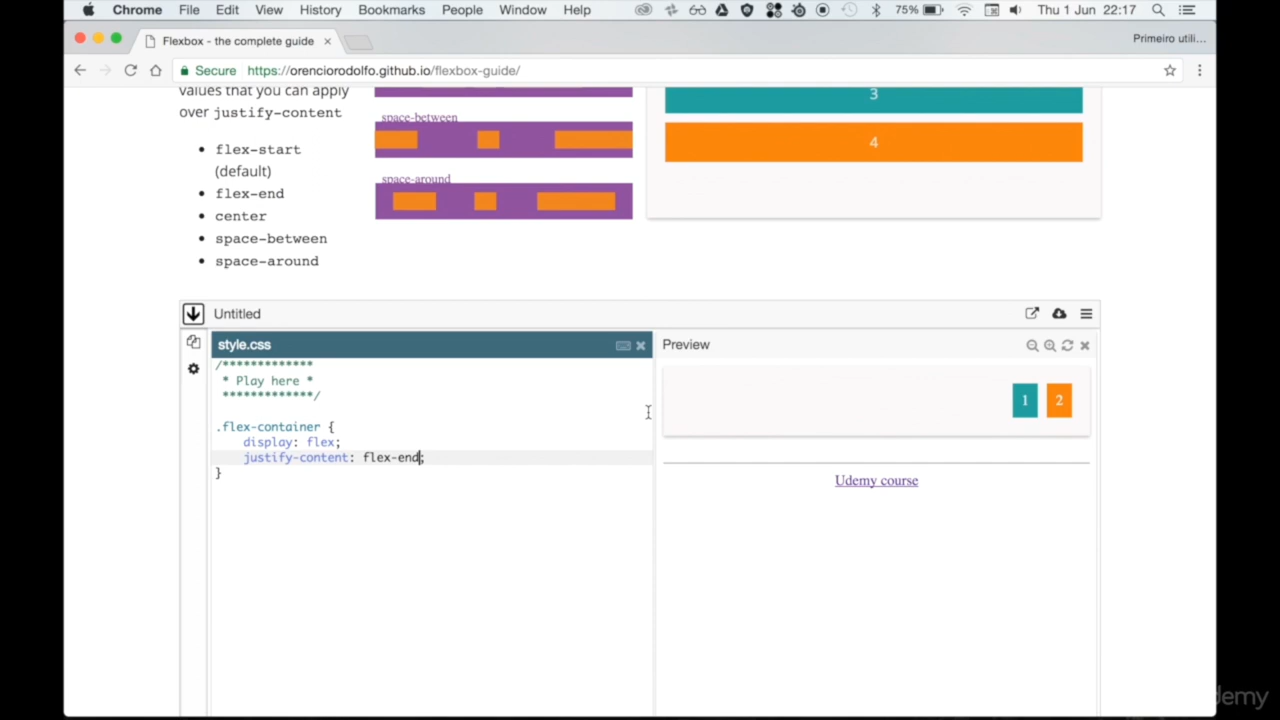 Chrome File Edit View History Bookmarks People Window Help 75% Thu 1 Jun 22:17
Flexbox - the complete guide × Primeiro utili...
Secure https://orenciorodolfo.github.io/flexbox-guide/
values that you can apply
over justify-content
• flex-start
(default)
• flex-end
• center
• space-between
• space-around
space-between
space-around
3
4
Untitled
style.css
/*************
* Play here *
*************/
.flex-container {
display: flex;
justify-content: flex-end;
}
Preview
1 2
Udemy course
demy